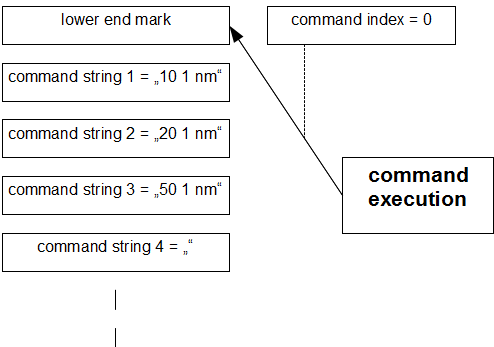 lower end mark
command index = 0
command string 1 = „10 1 nm“
command string 2 = „20 1 nm“
command string 3 = „50 1 nm“
command
execution
command string 4 = „“